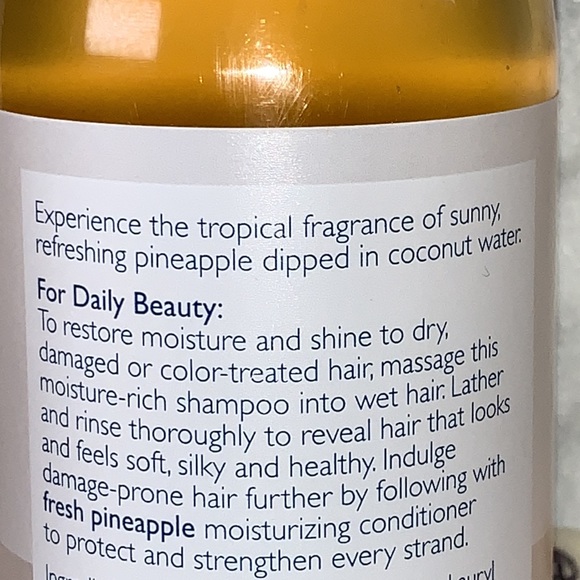 Experience the tropical fragrance of sunny,
refreshing pineapple dipped in coconut water.
For Daily Beauty:
To restore moisture and shine to dry,
damaged or color-treated hair, massage this
moisture-rich shampoo into wet hair. Lather
and rinse thoroughly to reveal hair that looks
and feels soft, silky and healthy. Indulge
damage-prone hair further by following with
fresh pineapple moisturizing conditioner
to protect and strengthen every strand.